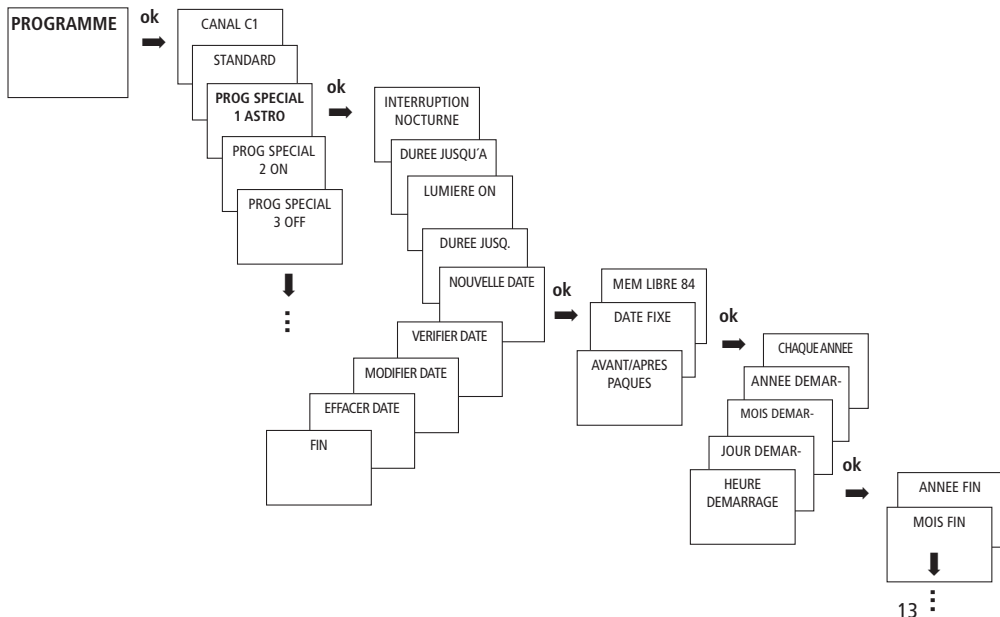 PROGRAMME
ok
CANAL C1
STANDARD
PROG SPECIAL
1 ASTRO
PROG SPECIAL
2 ON
PROG SPECIAL
3 OFF
ok
INTERRUPTION
NOCTURNE
DUREE JUSQU´A
LUMIERE ON
DUREE JUSQ.
NOUVELLE DATE
VERIFIER DATE
MODIFIER DATE
EFFACER DATE
FIN
ok
MEM LIBRE 84
DATE FIXE
AVANT/APRES
PAQUES
ok
CHAQUE ANNEE
ANNEE DEMAR-
MOIS DEMAR-
JOUR DEMAR-
HEURE
DEMARRAGE
ok
ANNEE FIN
MOIS FIN
13